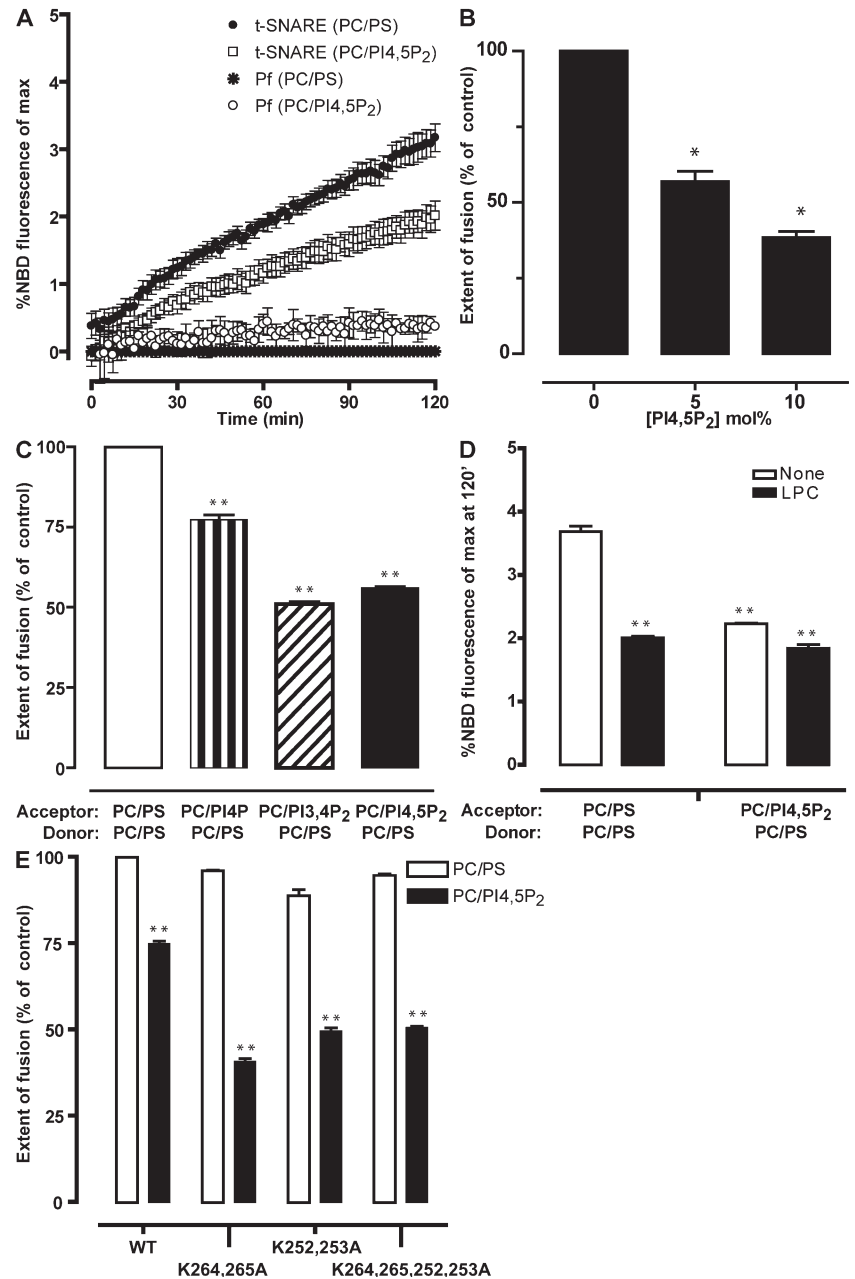 A
5
4
3
2
1
0
%NBD fluorescence of max
t-SNARE (PC/PS)
t-SNARE (PC/PI4,5P₂)
Pf (PC/PS)
Pf (PC/PI4,5P₂)
0 30 60 90 120
Time (min)
B
100
50
0
Extent of fusion (% of control)
*
*
0 5 10
[PI4,5P₂] mol%
C
100
75
50
25
0
Extent of fusion (% of control)
**
**
**
Acceptor: PC/PS PC/PI4P PC/PI3,4P₂ PC/PI4,5P₂
Donor: PC/PS PC/PS PC/PS PC/PS
D
5
4
3
2
1
0
%NBD fluorescence of max at 120'
None
LPC
**
**
**
Acceptor: PC/PS PC/PI4,5P₂
Donor: PC/PS PC/PS
E
100
75
50
25
0
Extent of fusion (% of control)
PC/PS
PC/PI4,5P₂
**
**
**
**
WT K252,253A
K264,265A K264,265,252,253A